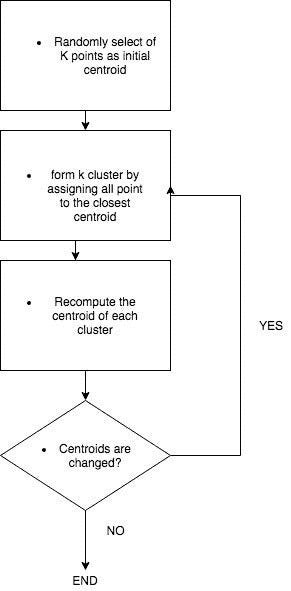 • Randomly select of
K points as initial
centroid
• form k cluster by
assigning all point
to the closest
centroid
• Recompute the
centroid of each
cluster
YES
• Centroids are
changed?
NO
END